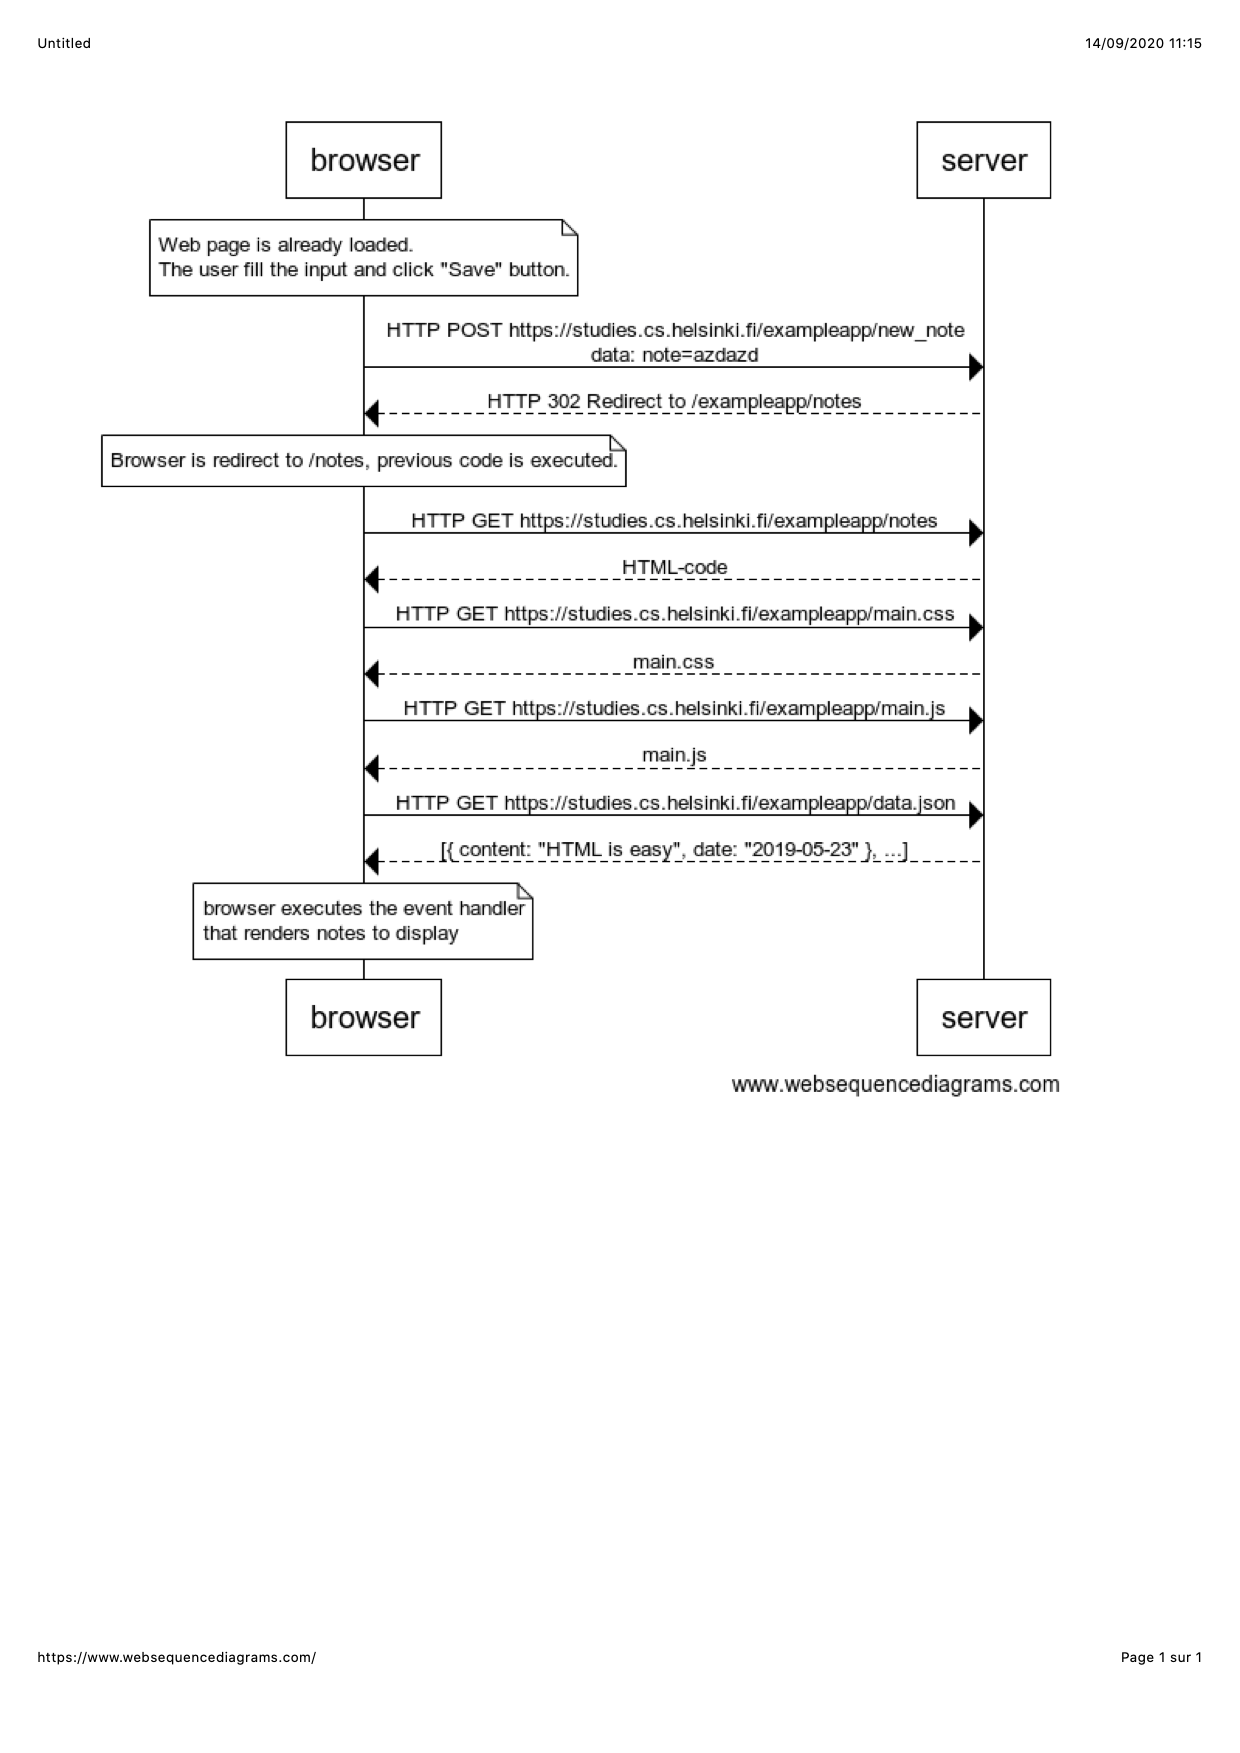 Untitled
14/09/2020 11:15
browser
server
Web page is already loaded.
The user fill the input and click "Save" button.
HTTP POST https://studies.cs.helsinki.fi/exampleapp/new_note
data: note=azdazd
HTTP 302 Redirect to /exampleapp/notes
Browser is redirect to /notes, previous code is executed.
HTTP GET https://studies.cs.helsinki.fi/exampleapp/notes
HTML-code
HTTP GET https://studies.cs.helsinki.fi/exampleapp/main.css
main.css
HTTP GET https://studies.cs.helsinki.fi/exampleapp/main.js
main.js
HTTP GET https://studies.cs.helsinki.fi/exampleapp/data.json
[{ content: "HTML is easy", date: "2019-05-23" }, ...]
browser executes the event handler
that renders notes to display
browser
server
www.websequencediagrams.com
https://www.websequencediagrams.com/
Page 1 sur 1